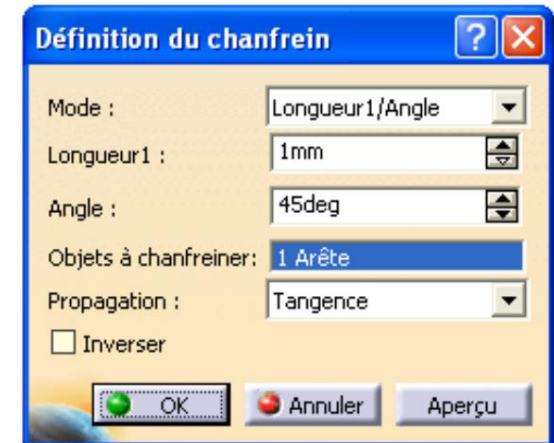 Définition du chanfrein ?
Mode : Longueur1/Angle
Longueur1 : 1mm
Angle : 45deg
Objets à chanfreiner: 1 Arête
Propagation : Tangence
Inverser
OK Annuler Aperçu